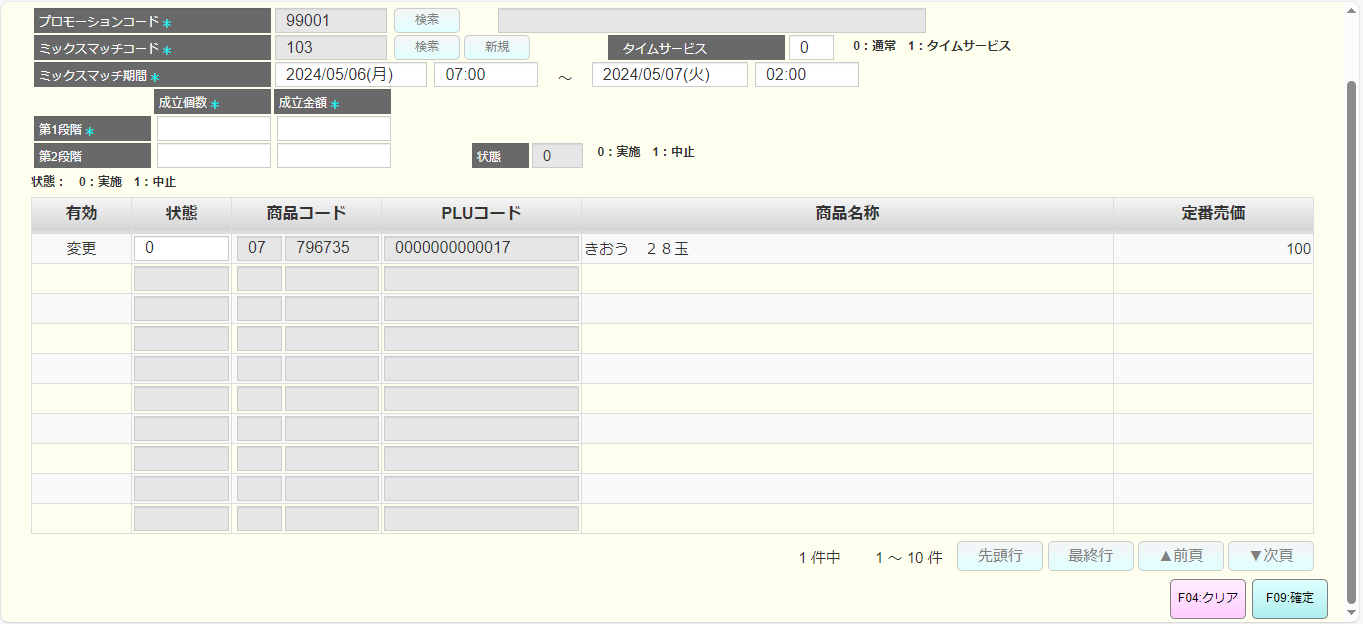 プロモーションコード＊ 99001 検索
ミックスマッチコード＊ 103 検索 新規 タイムサービス 0 0：通常 1：タイムサービス
ミックスマッチ期間＊ 2024/05/06(月) 07:00 ～ 2024/05/07(火) 02:00
成立個数＊ 成立金額＊
第1段階＊
第2段階 状態 0 0：実施 1：中止
状態： 0：実施 1：中止
有効 状態 商品コード PLUコード 商品名称 定番売価
変更 0 07 796735 0000000000017 きおう　２８玉 100
1 件中 1 ～ 10 件 先頭行 最終行 ▲前頁 ▼次頁
F04:クリア F09:確定